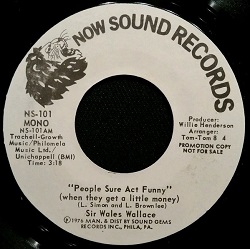 NOW SOUND RECORDS
NS-101
MONO
NS-101AM
Trachell-Growth
Music/Philomela
Music Ltd./
Unichappell (BMI)
Time: 3:18
Producer:
Willie Henderson
Arranger:
Tom-Tom 8 4
PROMOTION COPY
NOT FOR SALE
"People Sure Act Funny"
(when they get a little money)
(L. Simon and L. Brownlee)
Sir Wales Wallace
℗1976 MAN. & DIST BY SOUND GEMS
RECORDS INC., PHILA, PA.